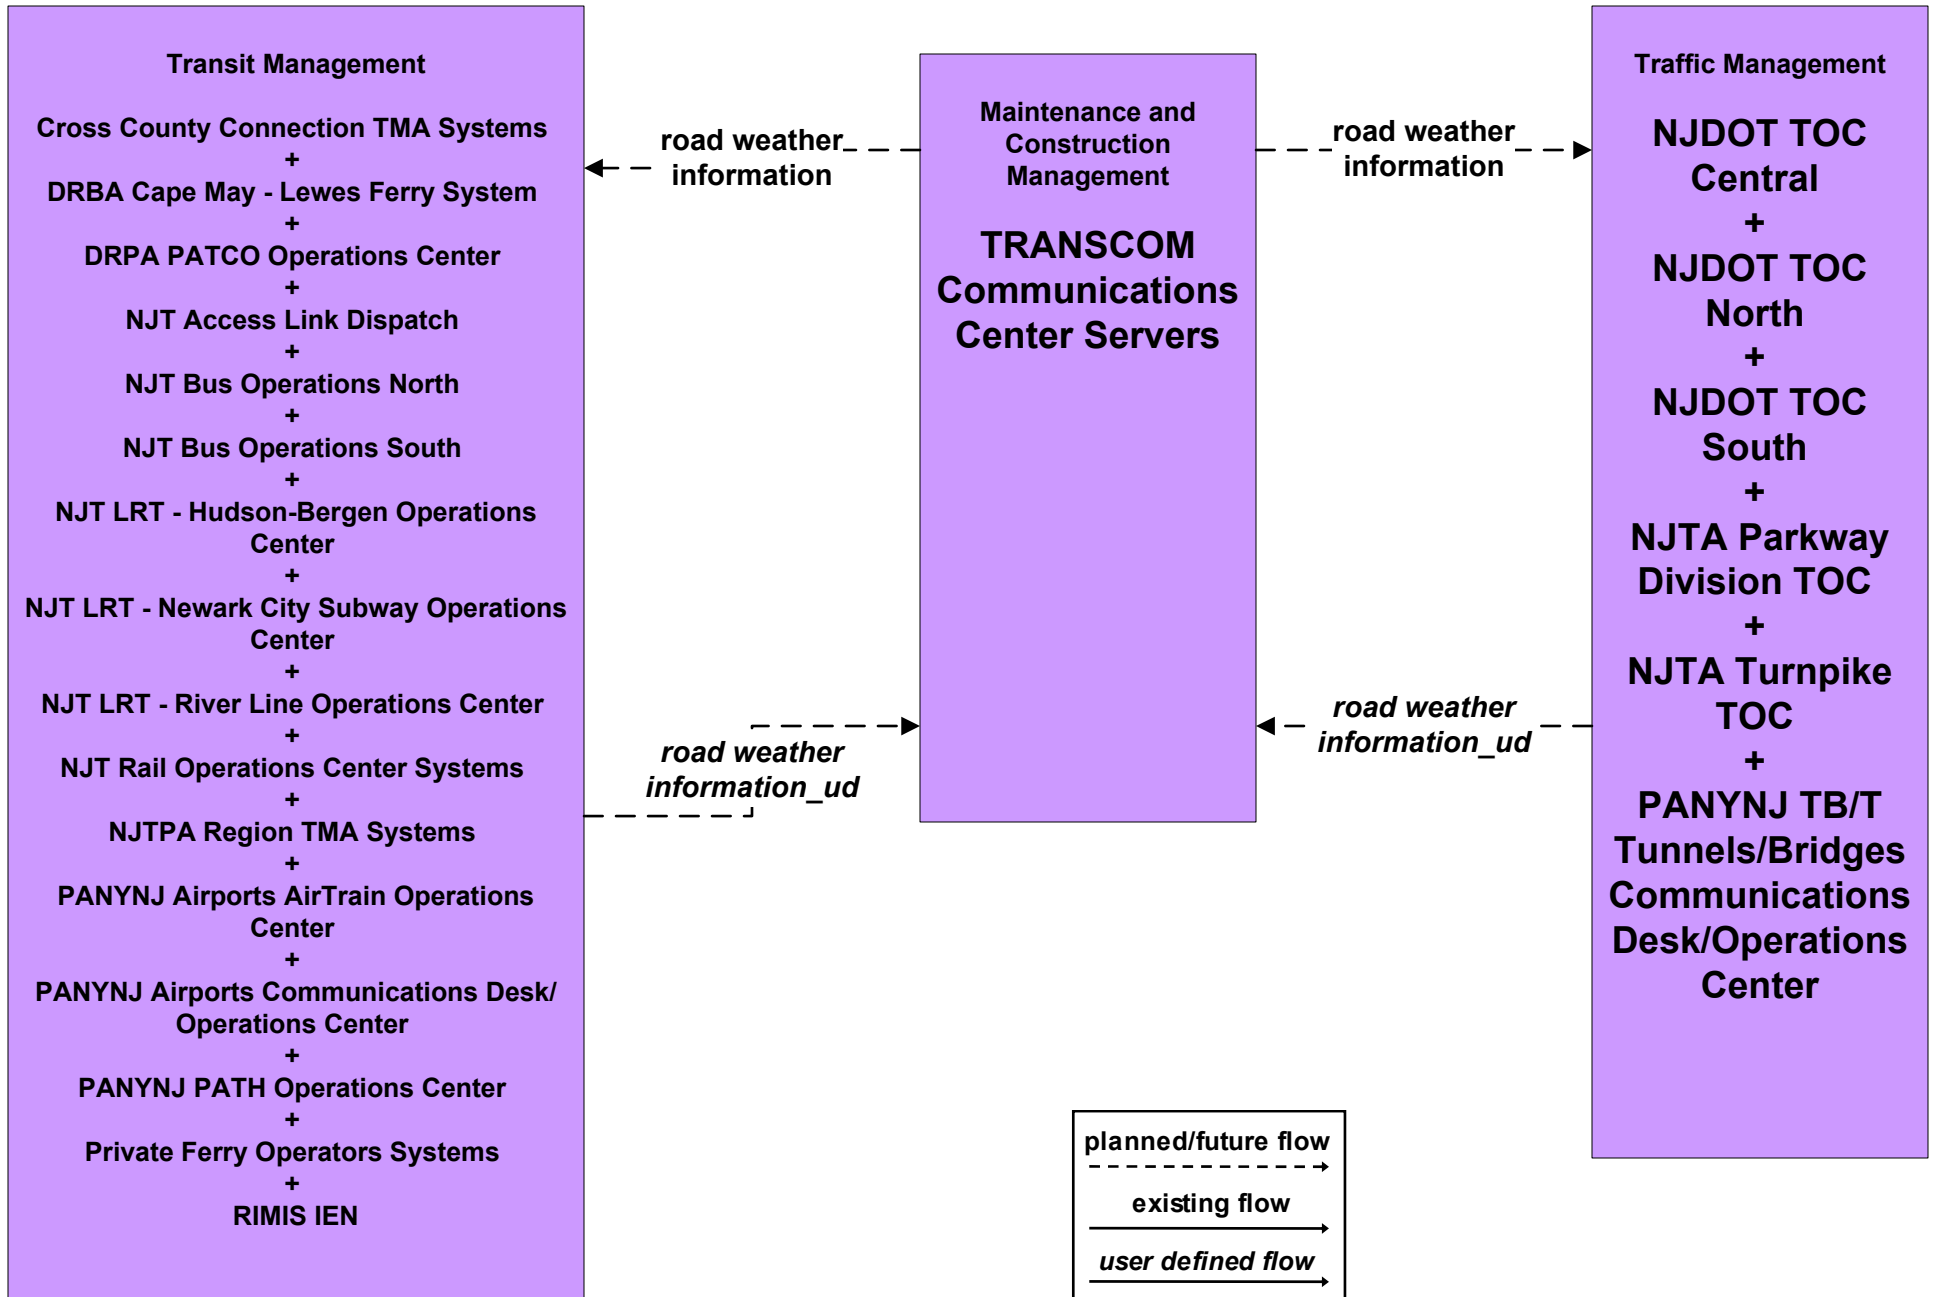 Transit Management
Cross County Connection TMA Systems
+
DRBA Cape May - Lewes Ferry System
+
DRPA PATCO Operations Center
+
NJT Access Link Dispatch
+
NJT Bus Operations North
+
NJT Bus Operations South
+
NJT LRT - Hudson-Bergen Operations
Center
+
NJT LRT - Newark City Subway Operations
Center
+
NJT LRT - River Line Operations Center
+
NJT Rail Operations Center Systems
+
NJTPA Region TMA Systems
+
PANYNJ Airports AirTrain Operations
Center
+
PANYNJ Airports Communications Desk/
Operations Center
+
PANYNJ PATH Operations Center
+
Private Ferry Operators Systems
+
RIMIS IEN
road weather
information
road weather
information_ud
Maintenance and
Construction
Management
TRANSCOM
Communications
Center Servers
road weather
information
road weather
information_ud
Traffic Management
NJDOT TOC
Central
+
NJDOT TOC
North
+
NJDOT TOC
South
+
NJTA Parkway
Division TOC
+
NJTA Turnpike
TOC
+
PANYNJ TB/T
Tunnels/Bridges
Communications
Desk/Operations
Center
planned/future flow
existing flow
user defined flow